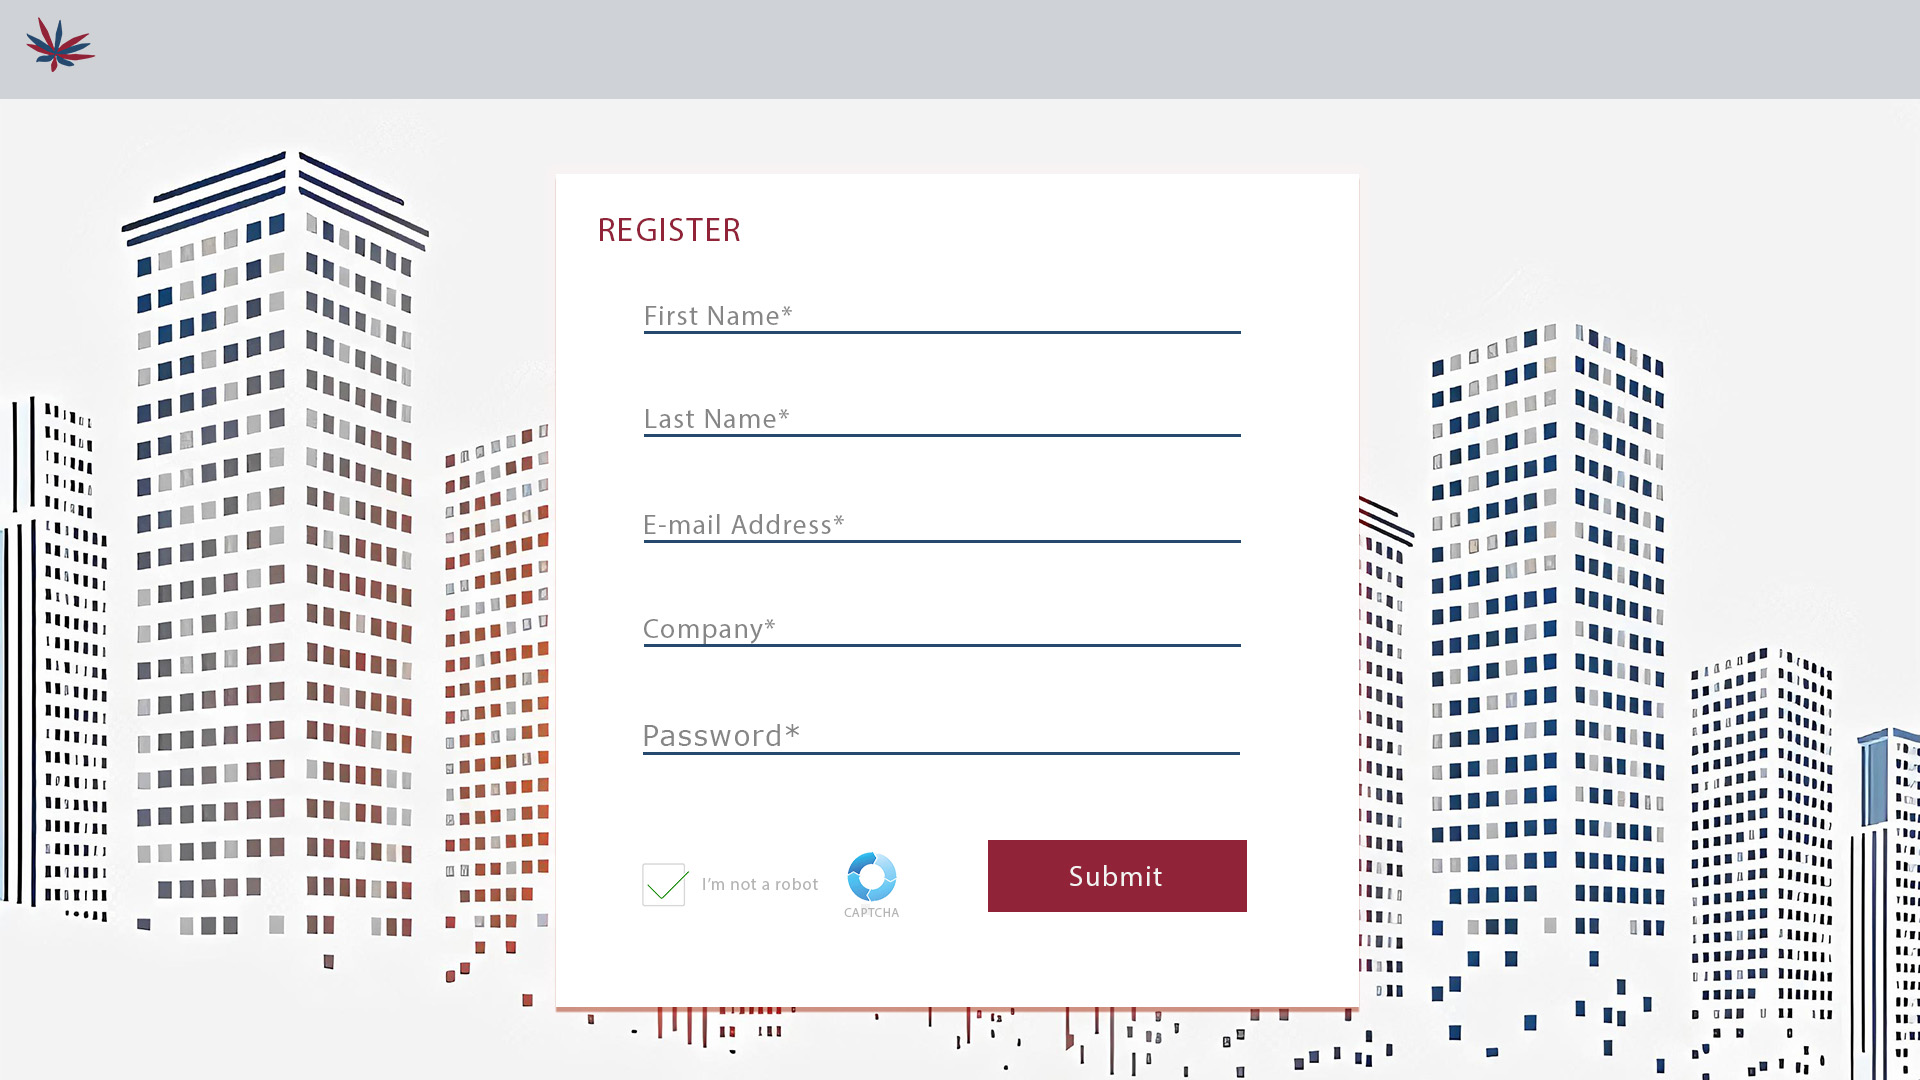 REGISTER
First Name*
Last Name*
E-mail Address*
Company*
Password*
I'm not a robot
CAPTCHA
Submit